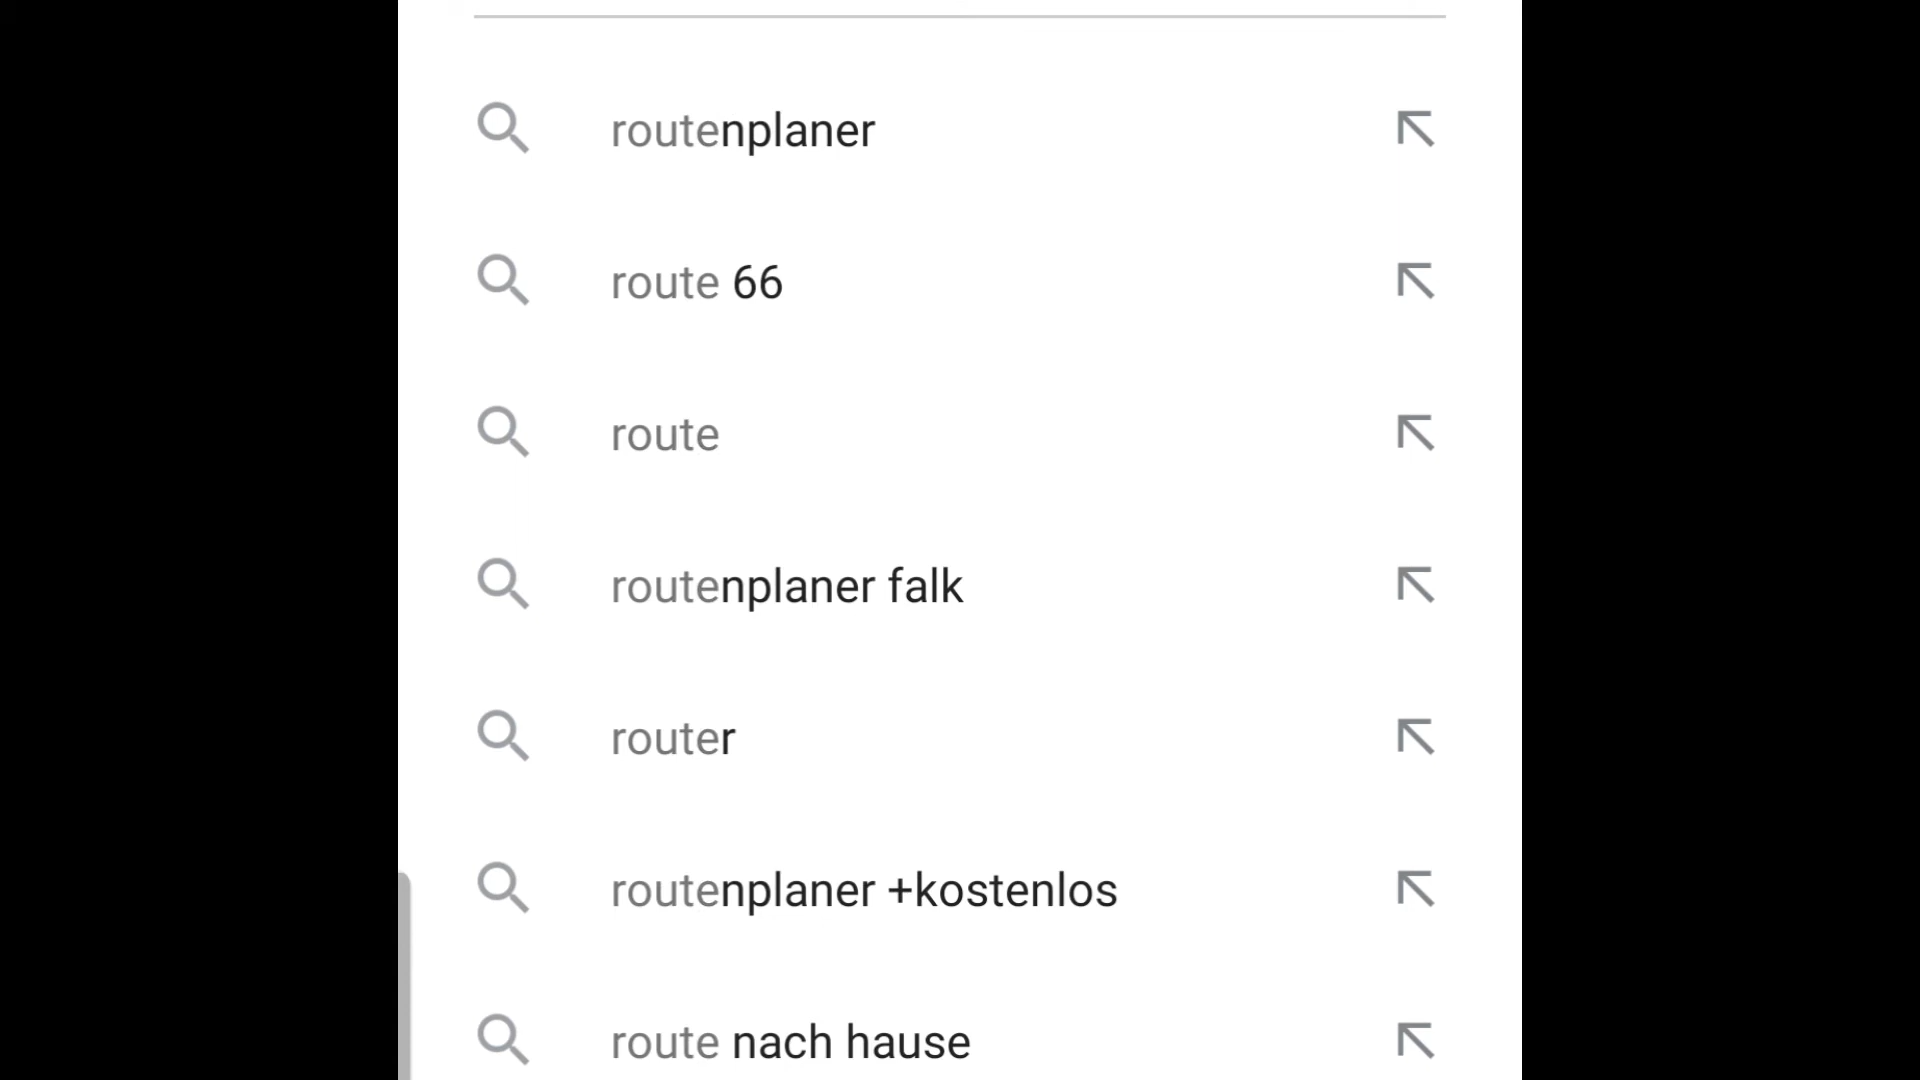 routenplaner
route 66
route
routenplaner falk
router
routenplaner +kostenlos
route nach hause